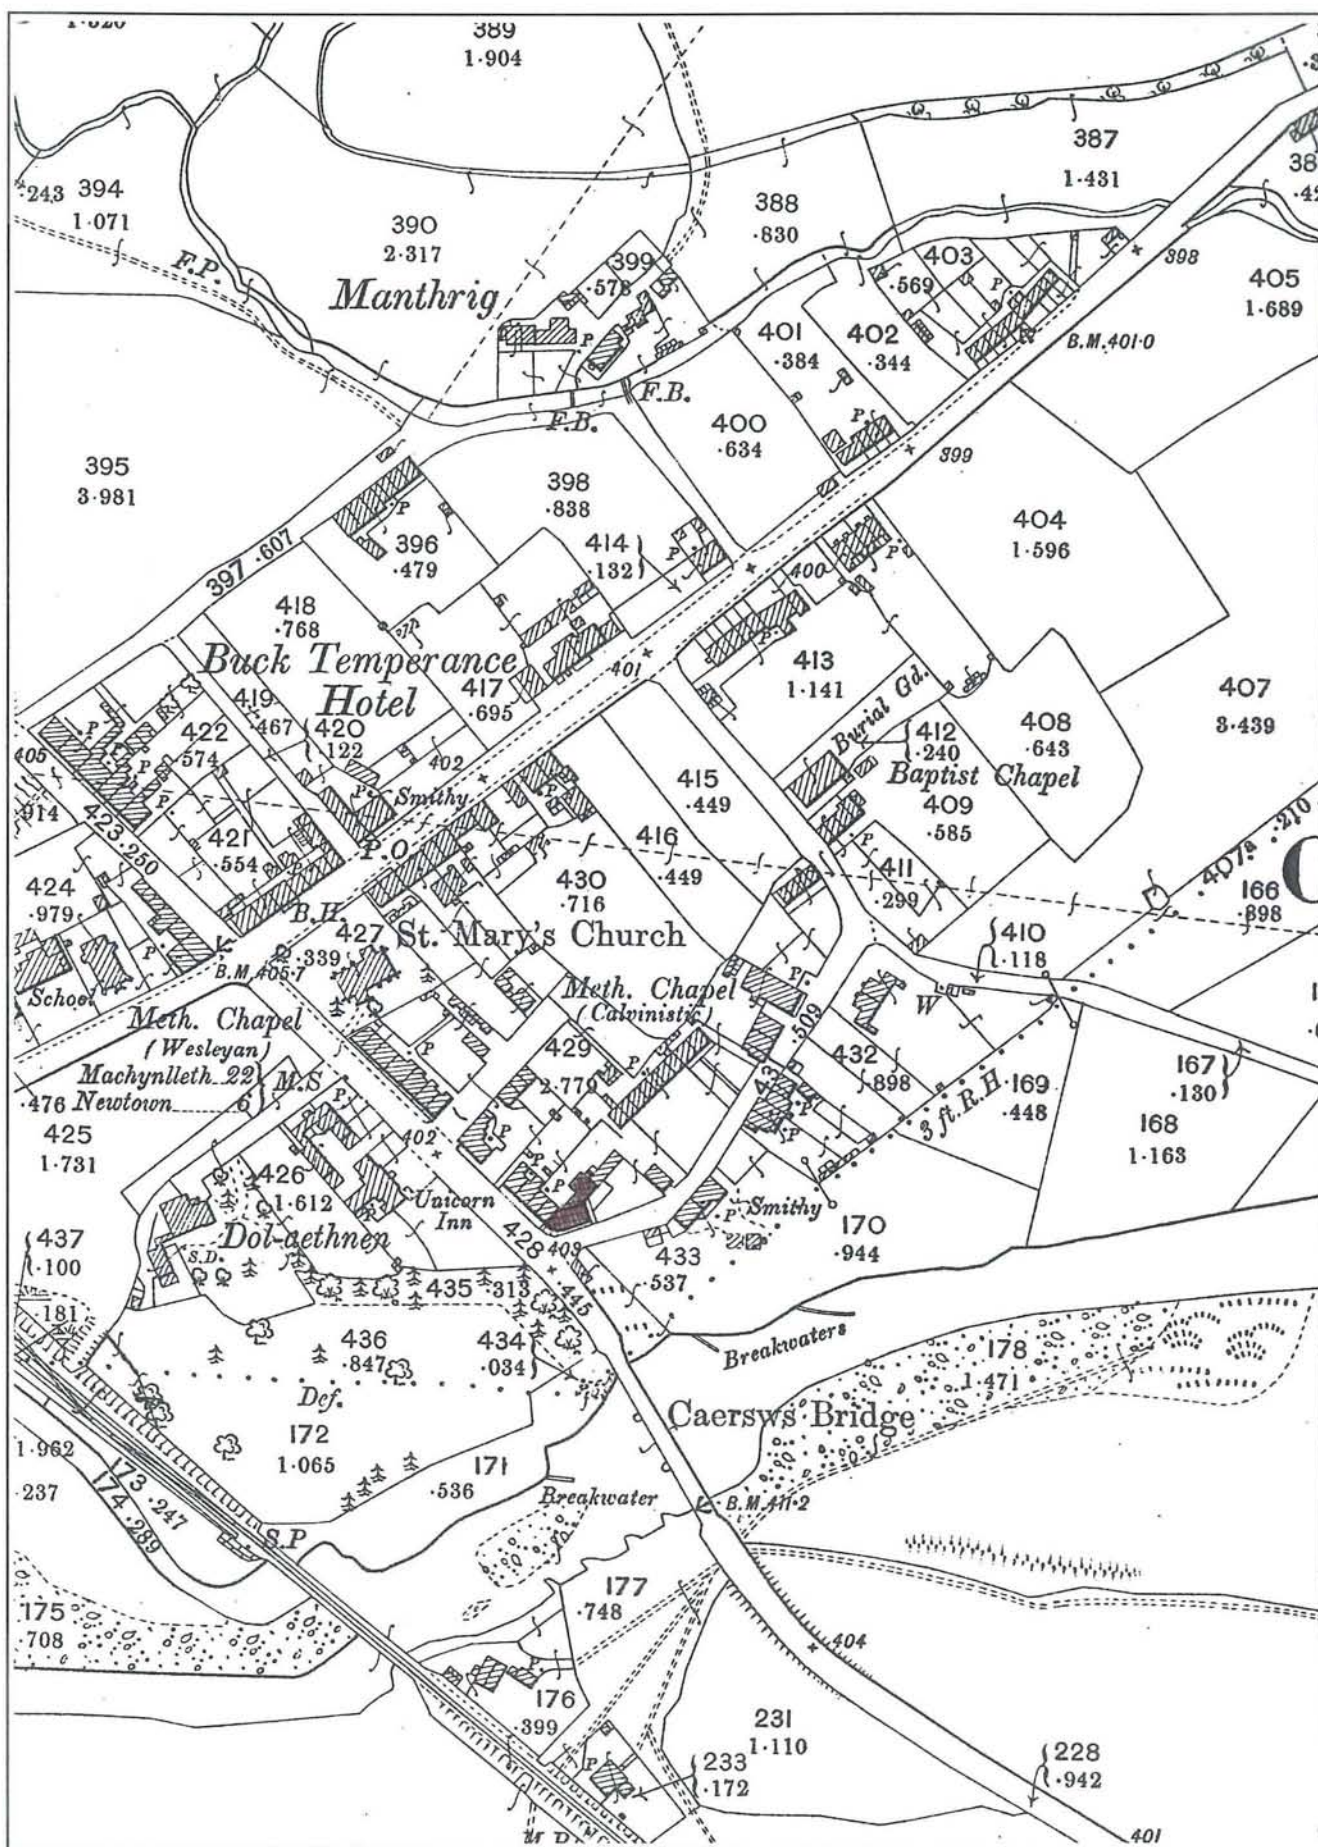 389
1·904
387
1·431
394
·243
1·071
390
2·317
388
·830
F.P.
399
·578
403
·569
398
405
1·689
Manthrig
P
P
401
·384
402
·344
B.M.401·0
F.B.
F.B.
400
·634
P
399
395
3·981
398
·838
P
396
·479
404
1·596
397 ·607
414
·132
P
400
P
418
·768
P
Buck Temperance
Hotel
401
413
1·141
417
·695
407
3·439
Burial Gd.
419
·467
422
·574
420
·122
412
·240
408
·643
Baptist Chapel
405
P
P
P
402
P
Smithy
P
415
·449
409
·585
914
423 ·250
421
·554
P.O.
416
·449
P
411
·299
407a ·210
166
·898
424
·979
P
B.H.
430
·716
427
·339
St. Mary's Church
410
·118
B.M.405·7
School
Meth. Chapel
(Calvinistic)
P
W
Meth. Chapel
(Wesleyan)
·509
P
429
2·779
P
432
·898
167
·130
Machynlleth 22
Newtown 6
M.S
3 ft. R.H.
169
·448
·476
425
1·731
P
402
P
P
P
168
1·163
426
1·612
P
P
Unicorn
Inn
P
Smithy
P
170
·944
Dol-aethnen
428 ·445
403
433
·537
437
·100
S.D.
435 ·313
·181
436
·847
434
·034
Breakwaters
178
1·471
Def.
Caersws Bridge
172
1·065
1·962
171
·536
173 ·247
174 ·289
·237
Breakwater
B.M.411·2
S.P
177
·748
175
·708
404
P
176
·399
231
1·110
P
233
·172
228
·942
401